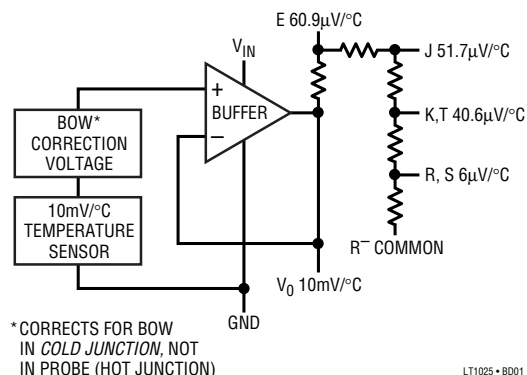 E 60.9µV/°C
V_IN
J 51.7µV/°C
+
BUFFER
–
K,T 40.6µV/°C
BOW*
CORRECTION
VOLTAGE
R, S 6µV/°C
10mV/°C
TEMPERATURE
SENSOR
R⁻ COMMON
V₀ 10mV/°C
GND
*CORRECTS FOR BOW
IN COLD JUNCTION, NOT
IN PROBE (HOT JUNCTION)
LT1025 • BD01